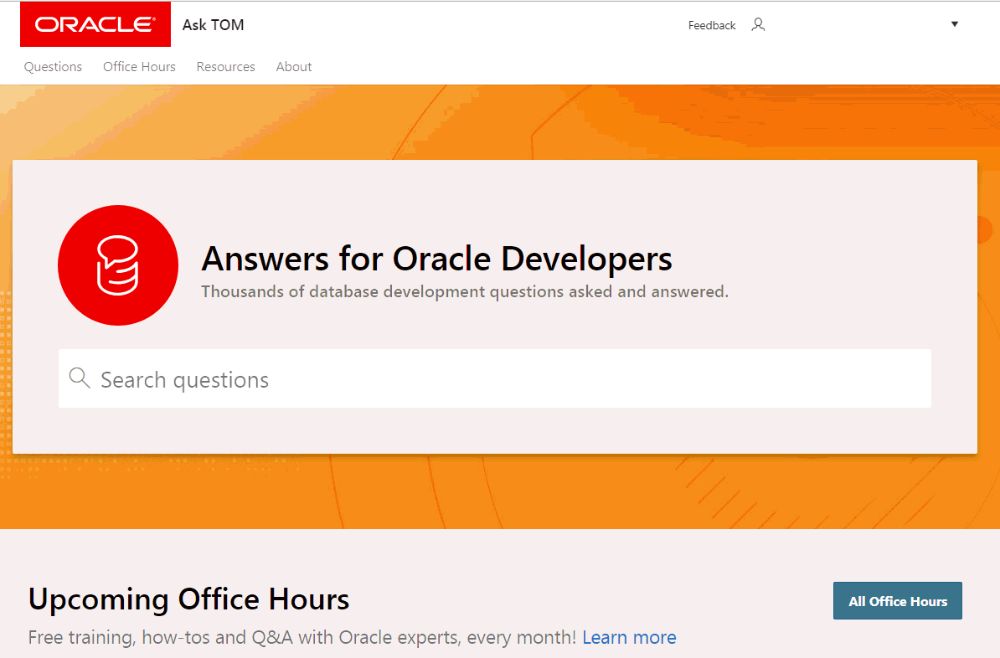 ORACLE® Ask TOM
Feedback
Questions Office Hours Resources About
Answers for Oracle Developers
Thousands of database development questions asked and answered.
Search questions
Upcoming Office Hours
All Office Hours
Free training, how-tos and Q&A with Oracle experts, every month! Learn more